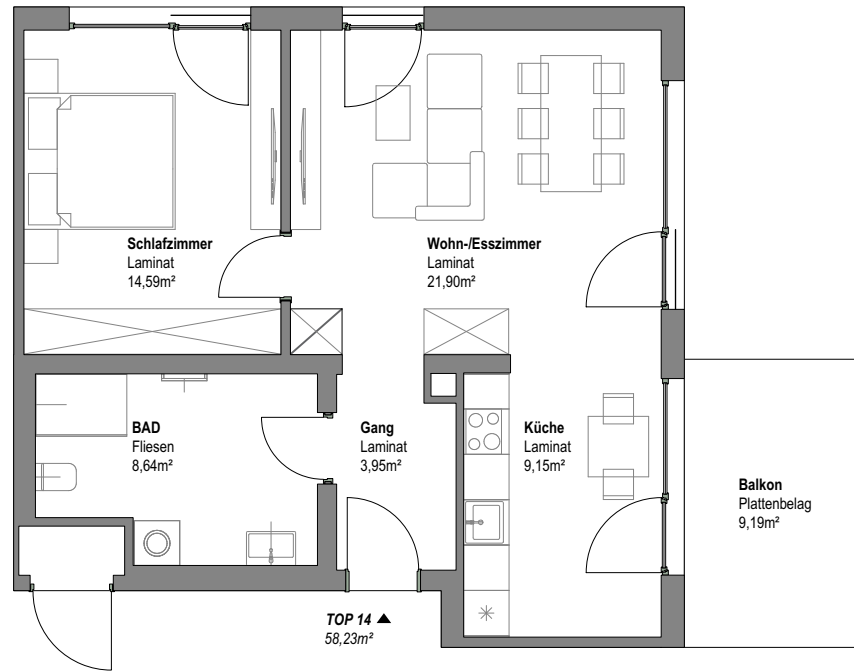 Schlafzimmer
Laminat
14,59m²
Wohn-/Esszimmer
Laminat
21,90m²
BAD
Fliesen
8,64m²
Gang
Laminat
3,95m²
Küche
Laminat
9,15m²
Balkon
Plattenbelag
9,19m²
TOP 14
58,23m²